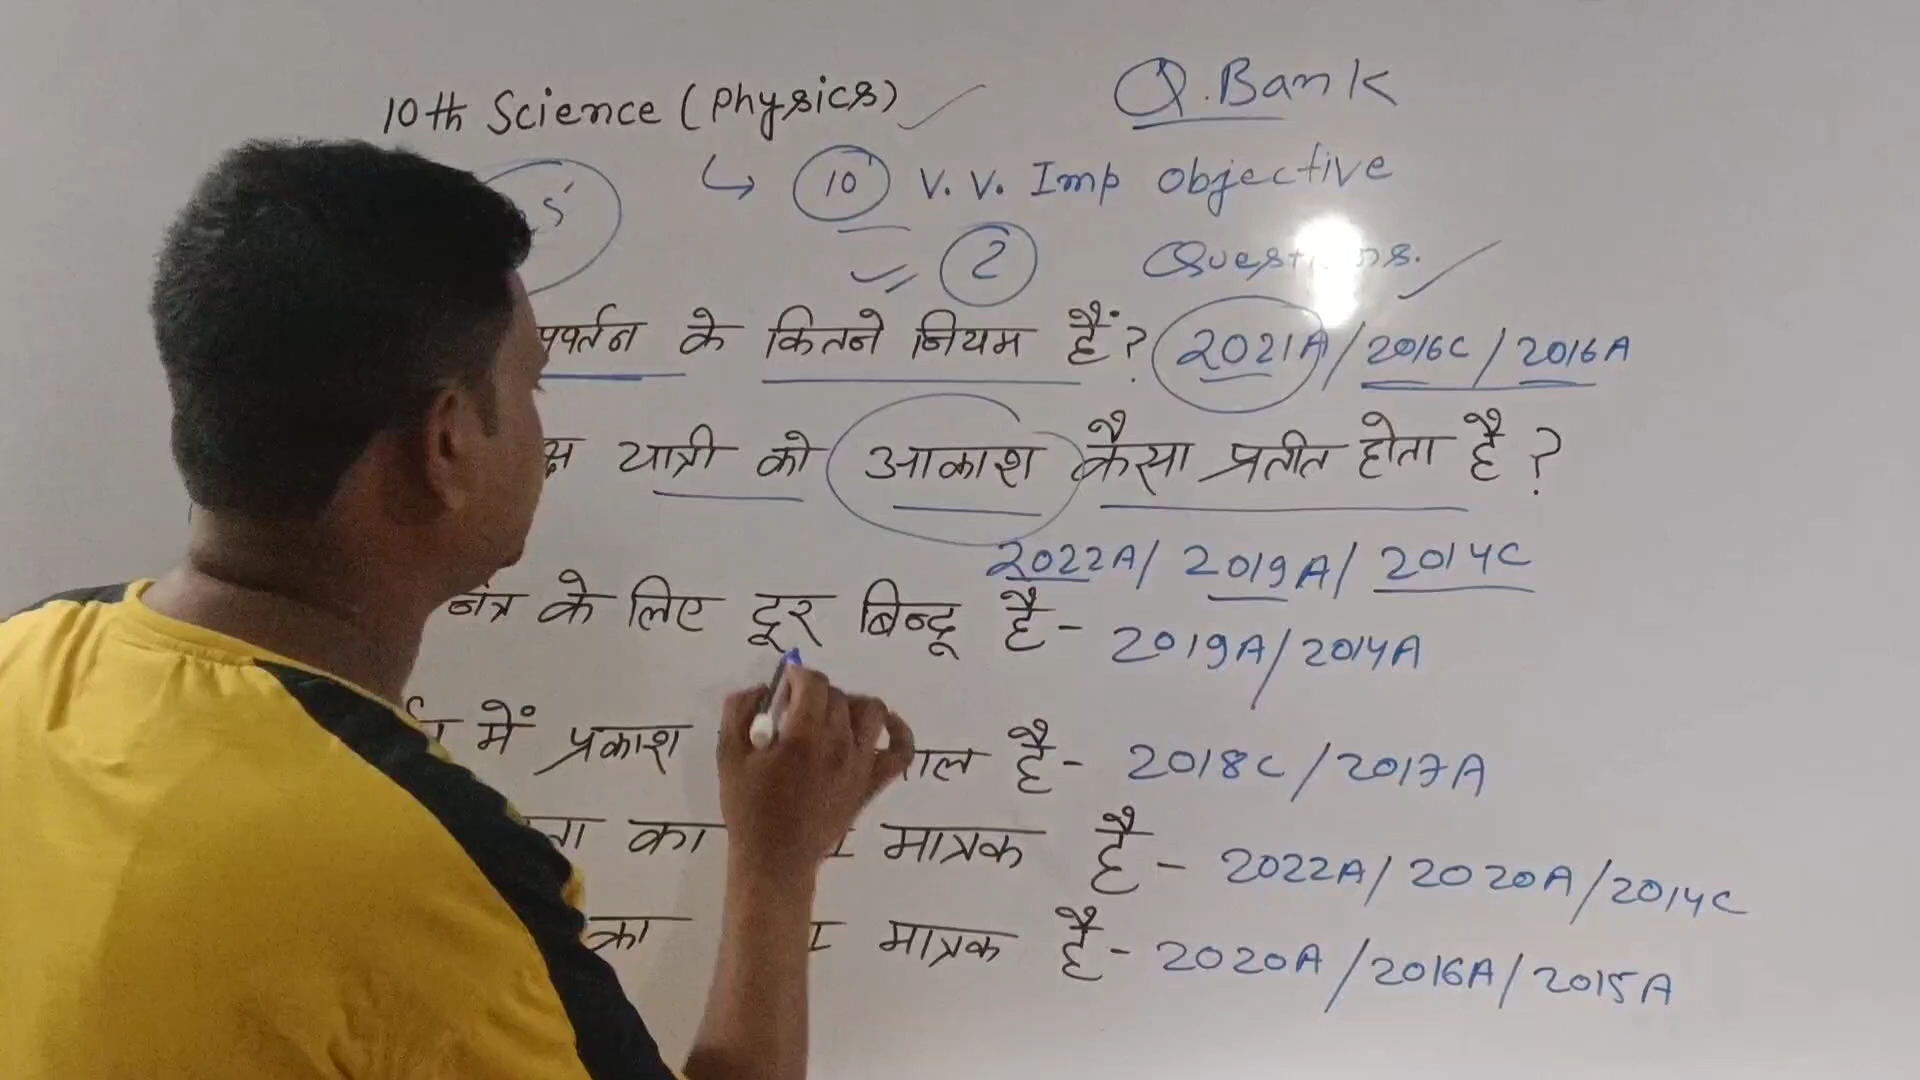 10th Science (Physics) Q. Bank
↳ 10 V. V. Imp Objective
2 Questions.
के कितने नियम हैं? 2021A/2016C/2016A
यात्री को आकाश कैसा प्रतीत होता है?
2022A/2019A/2014C
के लिए दूर बिन्दू है- 2019A/2014A
में प्रकाश है- 2018C/2017A
का मात्रक है- 2022A/2020A/2014C
का मात्रक है- 2020A/2016A/2015A